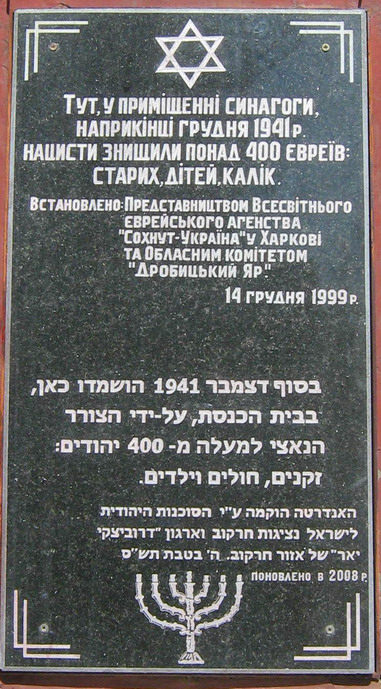 Тут, у приміщенні синагоги,
наприкінці грудня 1941 р.
нацисти знищили понад 400 євреїв:
старих, дітей, калік.
Встановлено: Представництвом Всесвітнього
єврейського агенства
"Сохнут-Україна" у Харкові
та Обласним комітетом
"Дробицький Яр"
14 грудня 1999 р.
בסוף דצמבר 1941 הושמדו כאן,
בבית הכנסת, על-ידי הצורר
הנאצי למעלה מ- 400 יהודים:
זקנים, חולים וילדים.
האנדרטה הוקמה ע"י הסוכנות היהודית
לישראל נציגות חרקוב וארגון "דרוביצקי
יאר" של אזור חרקוב. ה' בטבת תש"ס
поновлено в 2008 р.